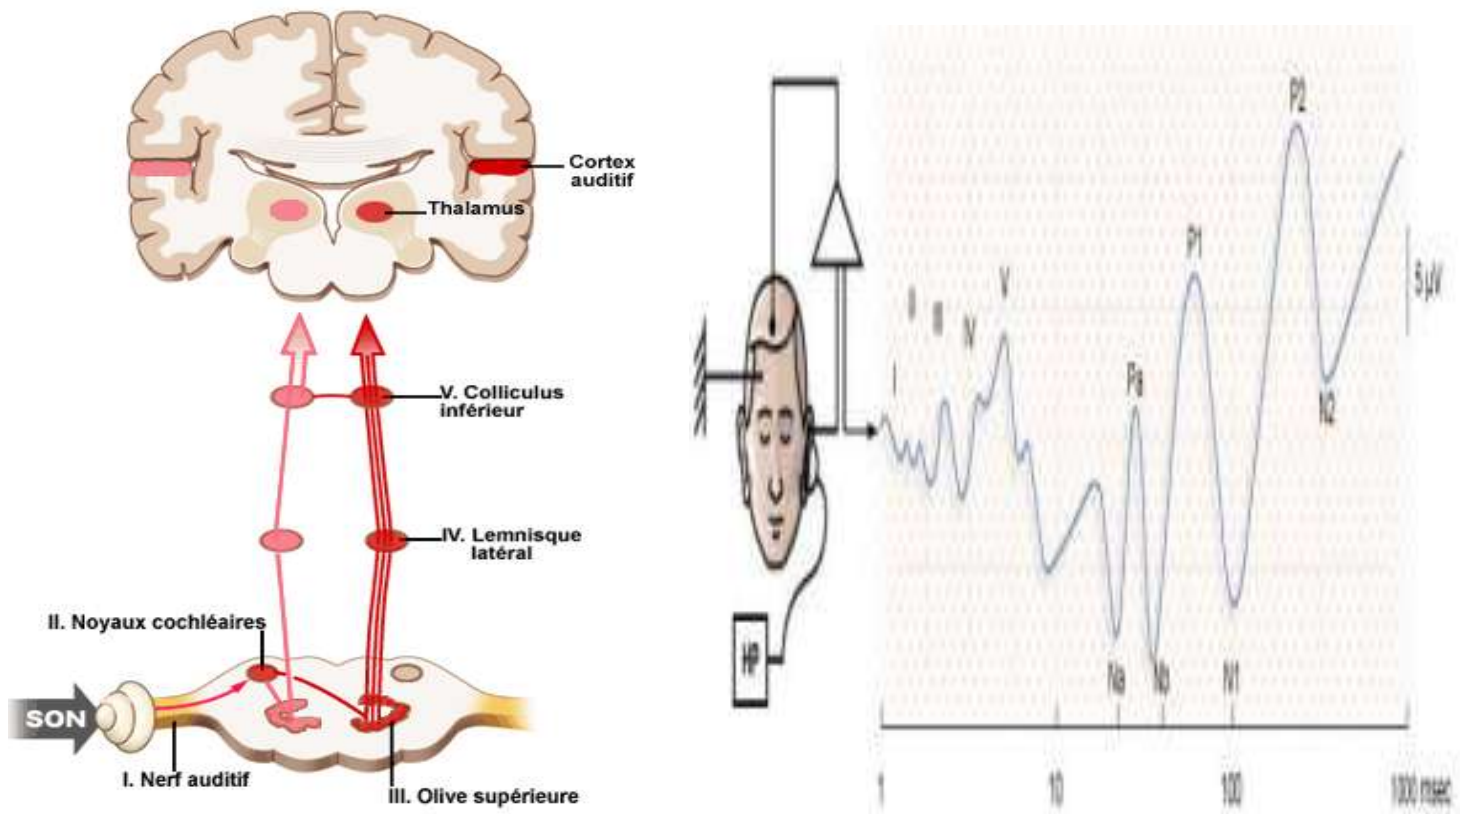 Cortex
auditif
Thalamus
V. Colliculus
inférieur
IV. Lemnisque
latéral
II. Noyaux cochléaires
SON
I. Nerf auditif
III. Olive supérieure
HP
I
II
III
IV
V
Na
Pa
Nb
P1
N1
P2
N2
5 µV
1
10
100
1000 msec